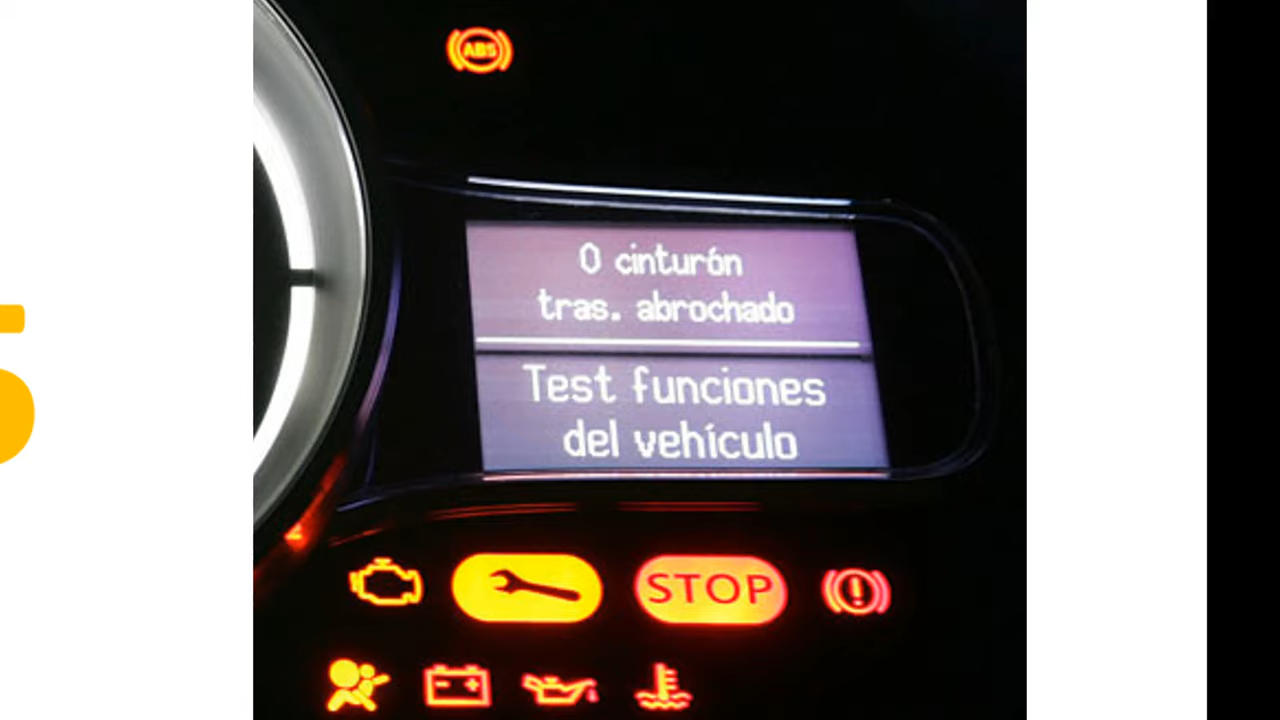 ABS
0 cinturón
tras. abrochado
Test funciones
del vehículo
STOP